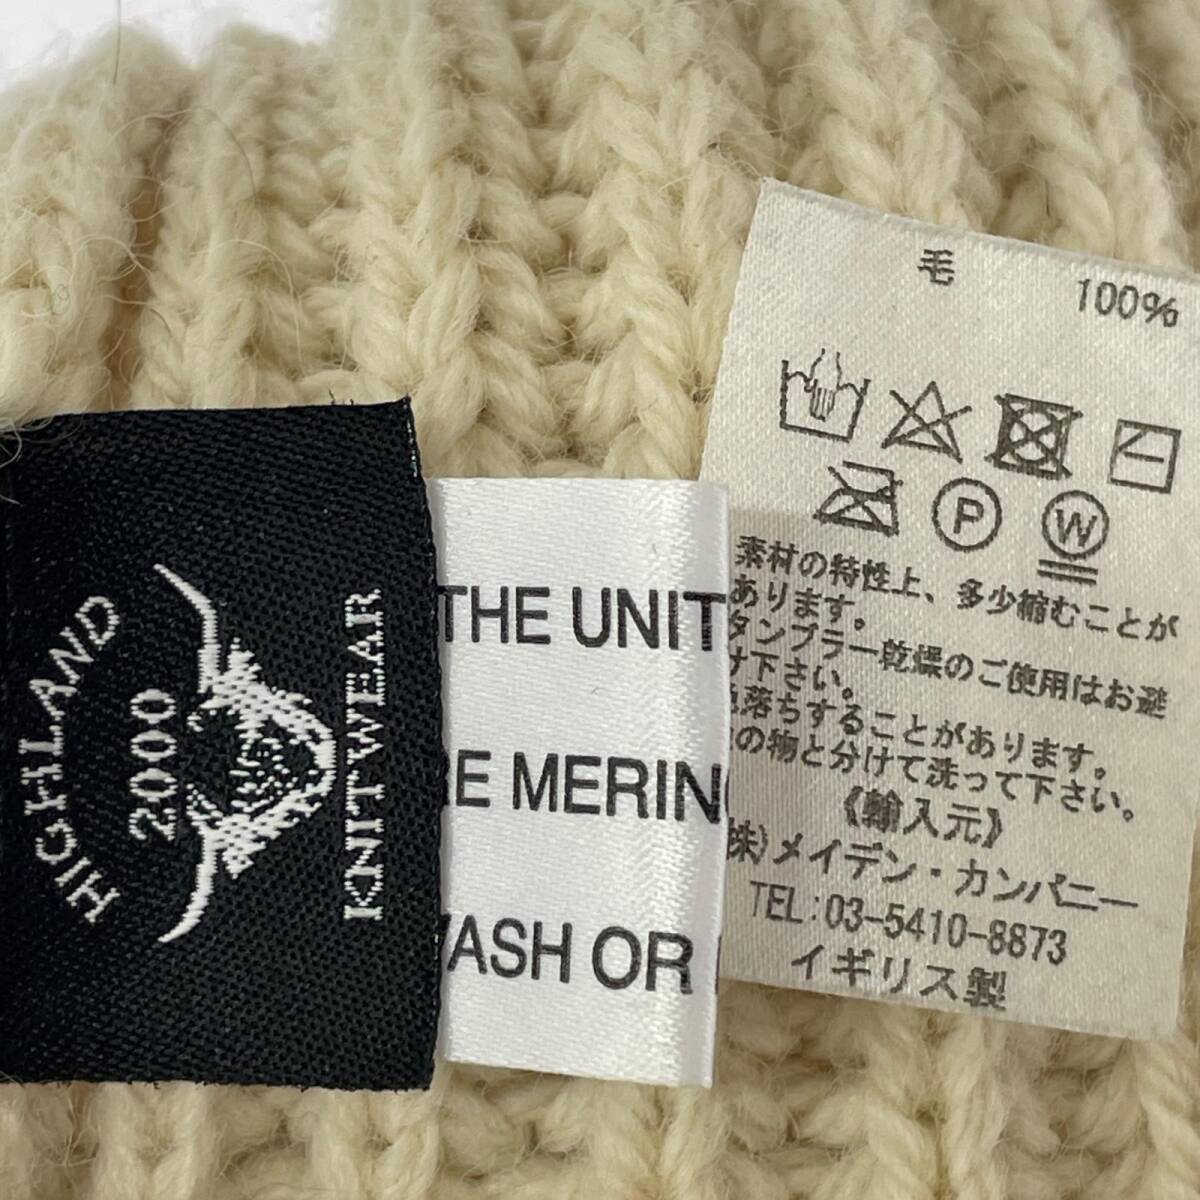 HIGHLAND
2000
KNITWEAR
THE UNIT
MERIN
OR
毛 100%
P
W
素材の特性上、多少縮むことが
あります。
タンブラー乾燥のご使用はお避
け下さい。
色落ちすることがあります。
の物と分けて洗って下さい。
《輸入元》
(株)メイデン・カンパニー
TEL:03-5410-8873
イギリス製